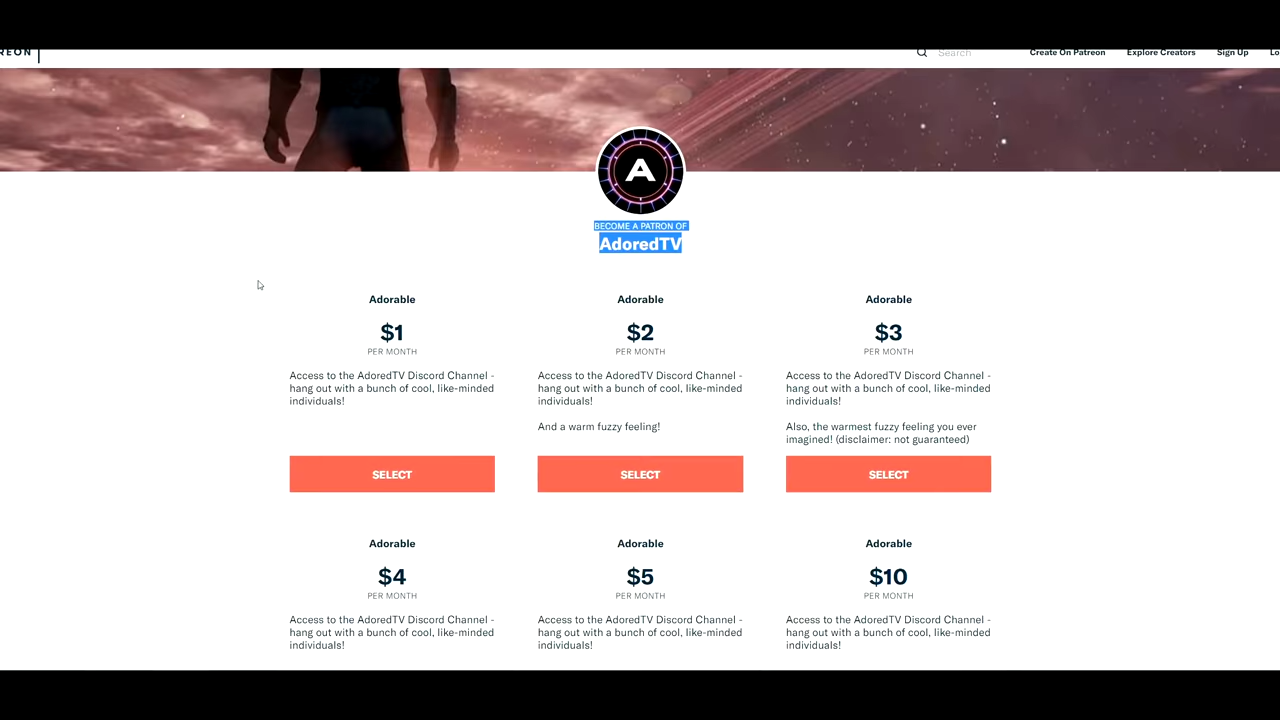 REON
Search
Create On Patreon
Explore Creators
Sign Up
Lo
A
BECOME A PATRON OF
AdoredTV
Adorable
$1
PER MONTH
Access to the AdoredTV Discord Channel -
hang out with a bunch of cool, like-minded
individuals!
SELECT
Adorable
$2
PER MONTH
Access to the AdoredTV Discord Channel -
hang out with a bunch of cool, like-minded
individuals!
And a warm fuzzy feeling!
SELECT
Adorable
$3
PER MONTH
Access to the AdoredTV Discord Channel -
hang out with a bunch of cool, like-minded
individuals!
Also, the warmest fuzzy feeling you ever
imagined! (disclaimer: not guaranteed)
SELECT
Adorable
$4
PER MONTH
Access to the AdoredTV Discord Channel -
hang out with a bunch of cool, like-minded
individuals!
Adorable
$5
PER MONTH
Access to the AdoredTV Discord Channel -
hang out with a bunch of cool, like-minded
individuals!
Adorable
$10
PER MONTH
Access to the AdoredTV Discord Channel -
hang out with a bunch of cool, like-minded
individuals!